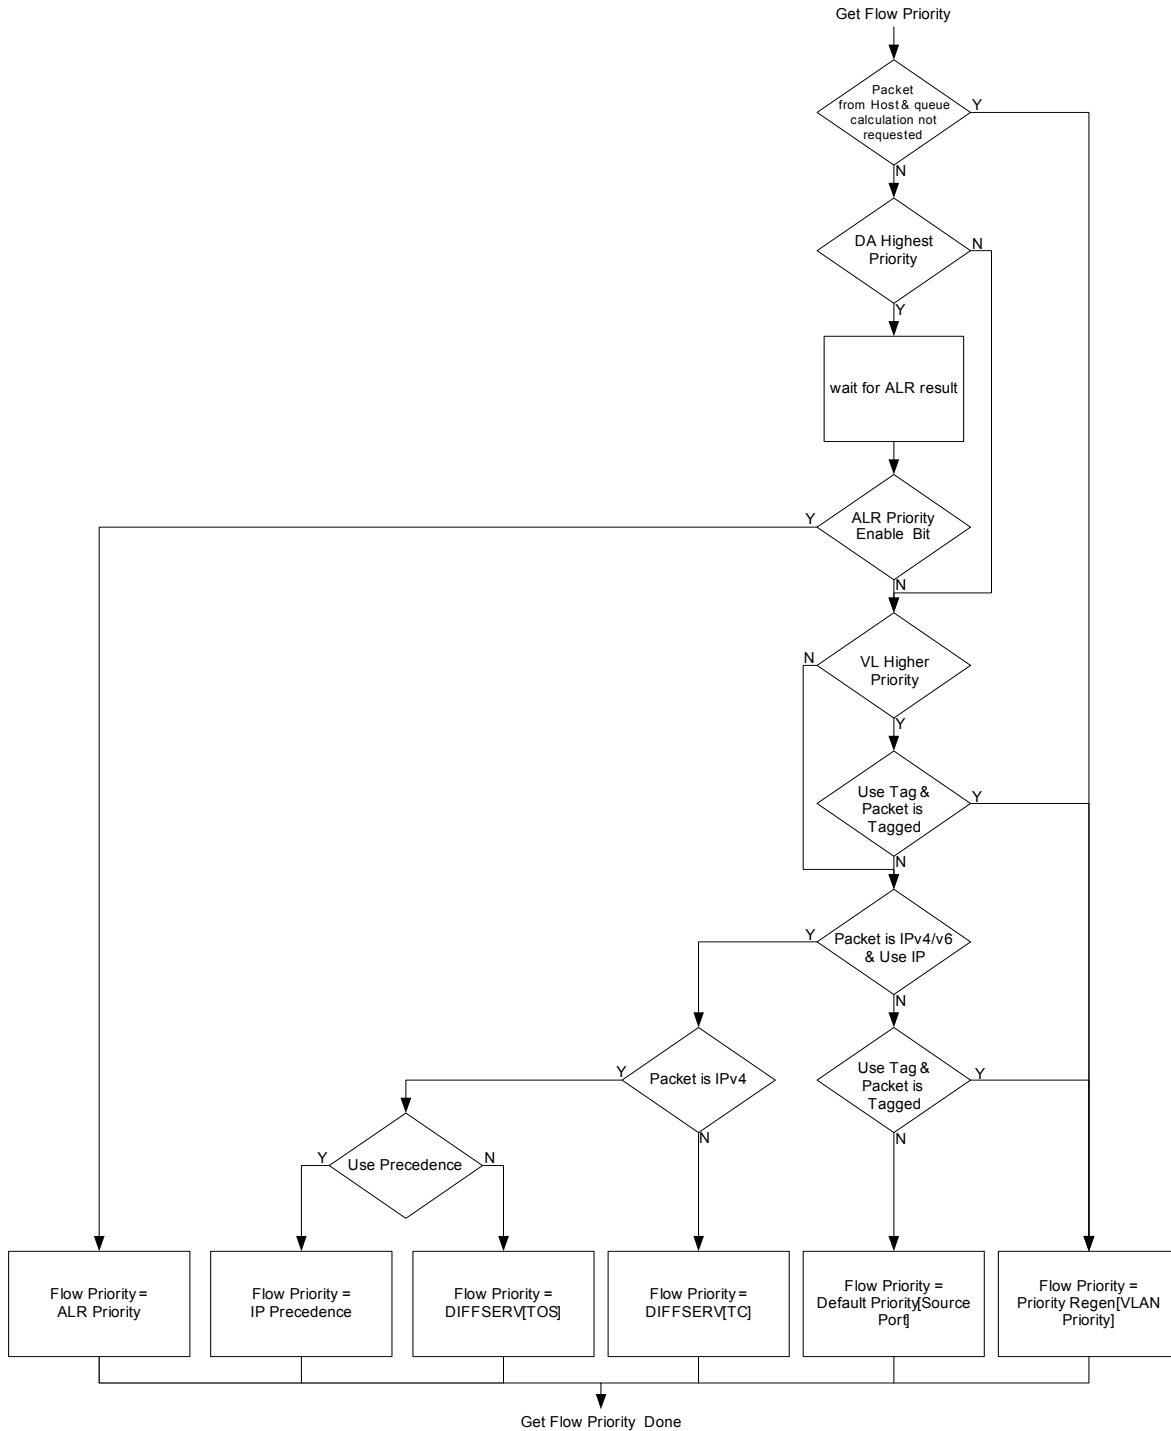 Get Flow Priority
Packet
from Host & queue
calculation not
requested
Y
N
DA Highest
Priority
N
Y
wait for ALR result
ALR Priority
Enable Bit
Y
N
VL Higher
Priority
N
Y
Use Tag &
Packet is
Tagged
Y
N
Packet is IPv4/v6
& Use IP
Y
N
Packet is IPv4
Y
N
Use Tag &
Packet is
Tagged
Y
N
Use Precedence
Y
N
Flow Priority =
ALR Priority
Flow Priority =
IP Precedence
Flow Priority =
DIFFSERV[TOS]
Flow Priority =
DIFFSERV[TC]
Flow Priority =
Default Priority[Source
Port]
Flow Priority =
Priority Regen[VLAN
Priority]
Get Flow Priority Done